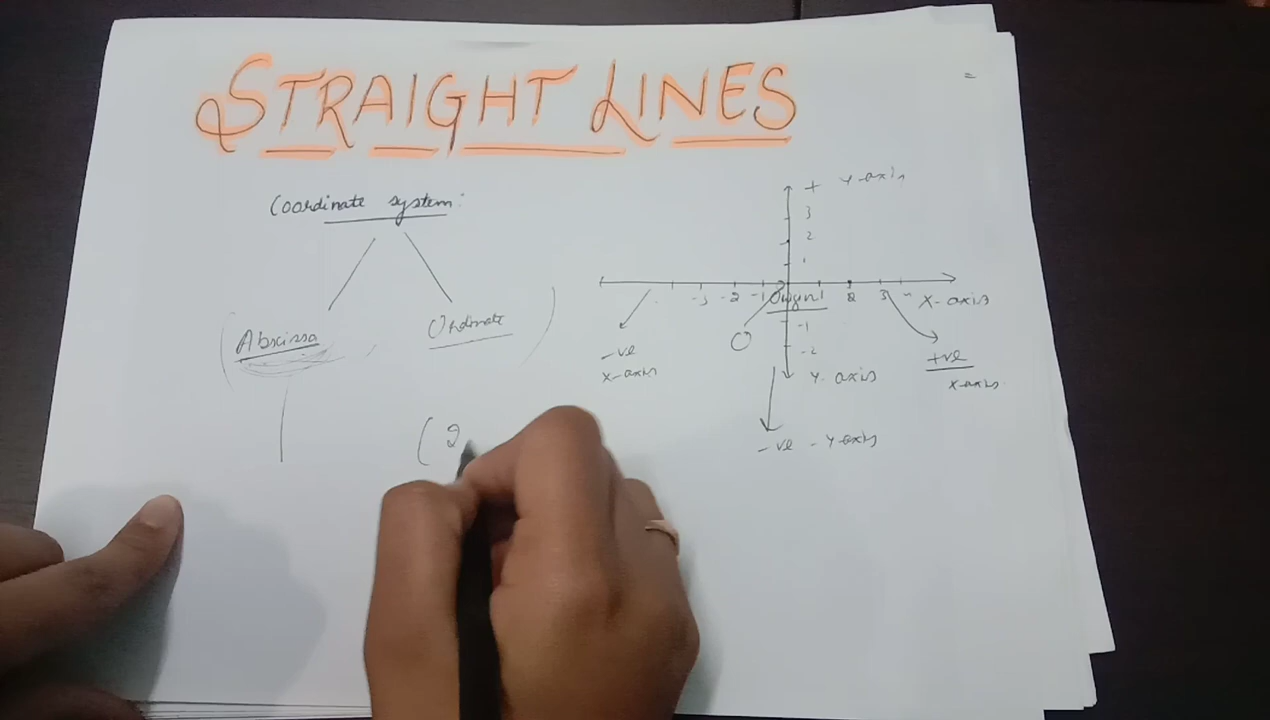 STRAIGHT LINES
=
Coordinate system:
Abscissa
Ordinate
( 2
+ Y-axis
3
2
1
-3 -2 -1 Origin 1 2 3
X-axis
O
-1
-2
-ve
x-axis
+ve
x-axis
Y-axis
-ve - Y-axis